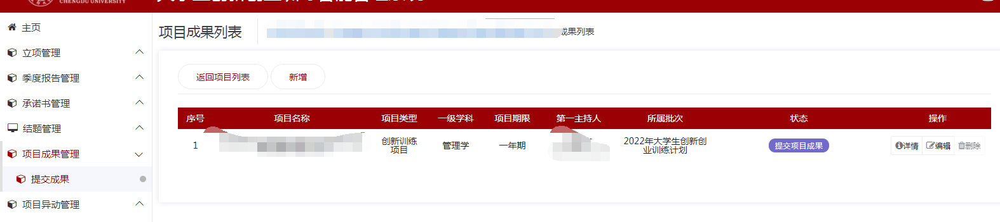 CHENGDU UNIVERSITY
主页
项目成果列表
成果列表
立项管理
季度报告管理
承诺书管理
结题管理
项目成果管理
提交成果
项目异动管理
返回项目列表 新增
序号 项目名称 项目类型 一级学科 项目期限 第一主持人 所属批次 状态 操作
1 创新训练 管理学 一年期 2022年大学生创新创 提交项目成果 详情 编辑 删除
项目 业训练计划